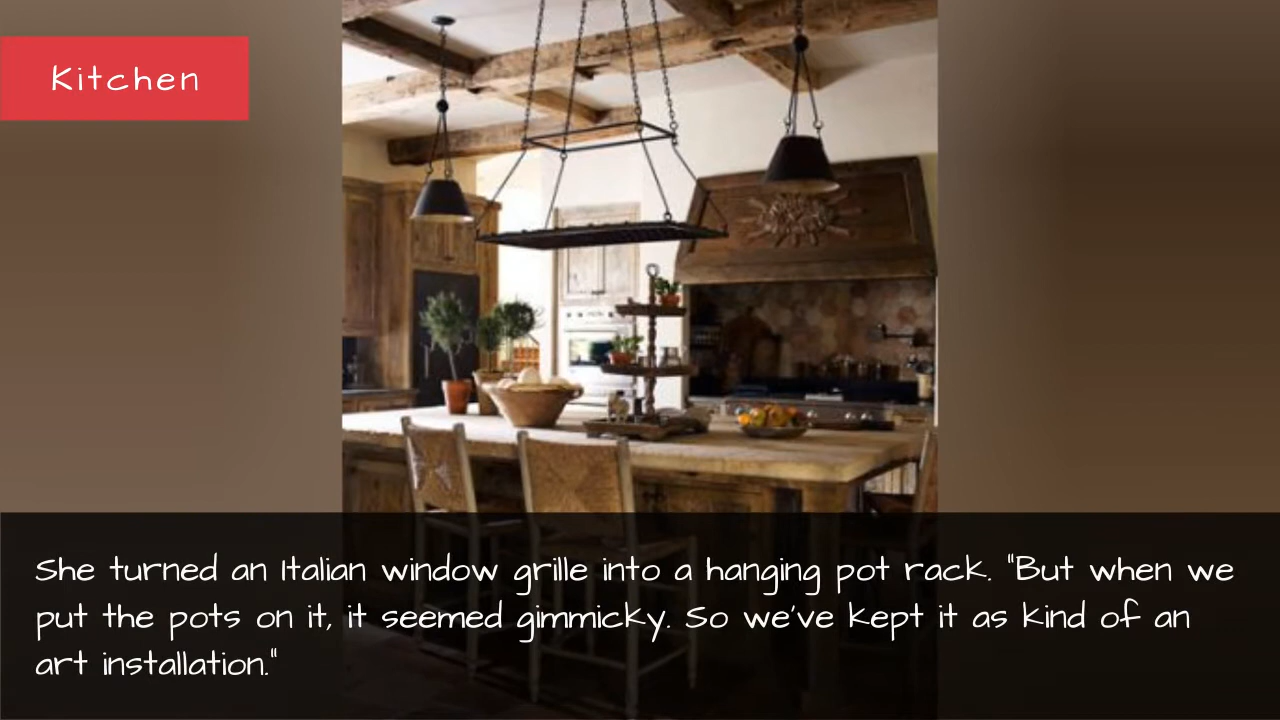 Kitchen
She turned an Italian window grille into a hanging pot rack. "But when we
put the pots on it, it seemed gimmicky. So we've kept it as kind of an
art installation."